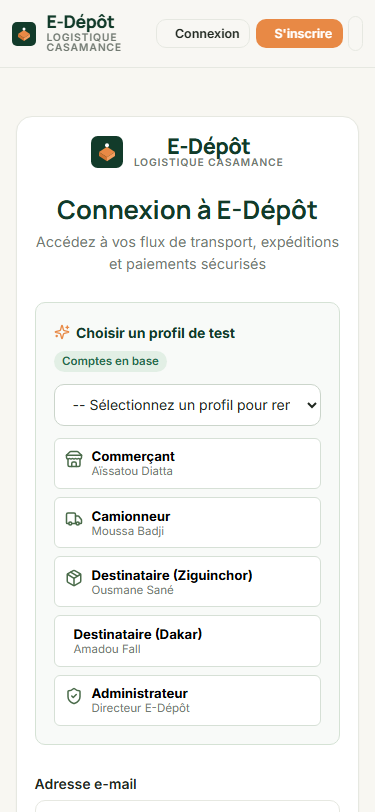 E-Dépôt
LOGISTIQUE
CASAMANCE
Connexion
S'inscrire
E-Dépôt
LOGISTIQUE CASAMANCE
Connexion à E-Dépôt
Accédez à vos flux de transport, expéditions
et paiements sécurisés
Choisir un profil de test
Comptes en base
-- Sélectionnez un profil pour rer
Commerçant
Aïssatou Diatta
Camionneur
Moussa Badji
Destinataire (Ziguinchor)
Ousmane Sané
Destinataire (Dakar)
Amadou Fall
Administrateur
Directeur E-Dépôt
Adresse e-mail